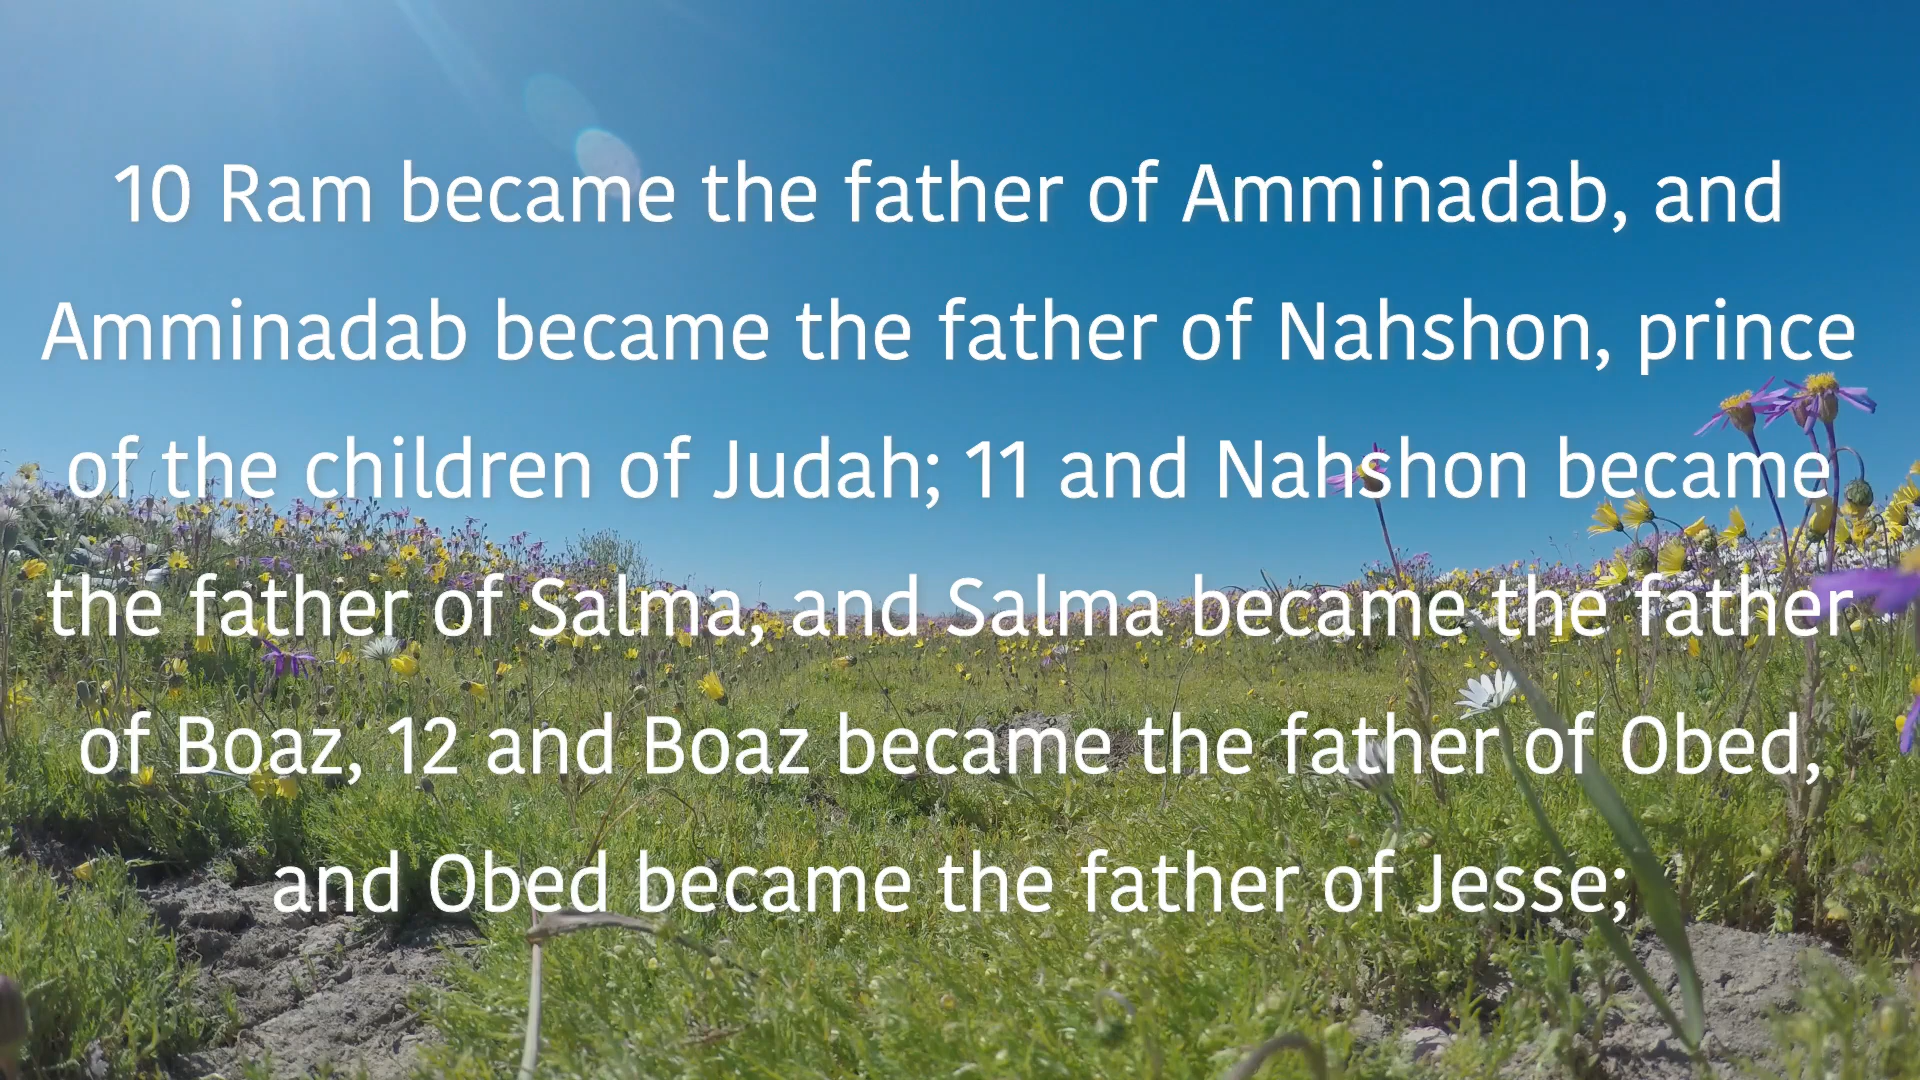 10 Ram became the father of Amminadab, and
Amminadab became the father of Nahshon, prince
of the children of Judah; 11 and Nahshon became
the father of Salma, and Salma became the father
of Boaz, 12 and Boaz became the father of Obed,
and Obed became the father of Jesse;